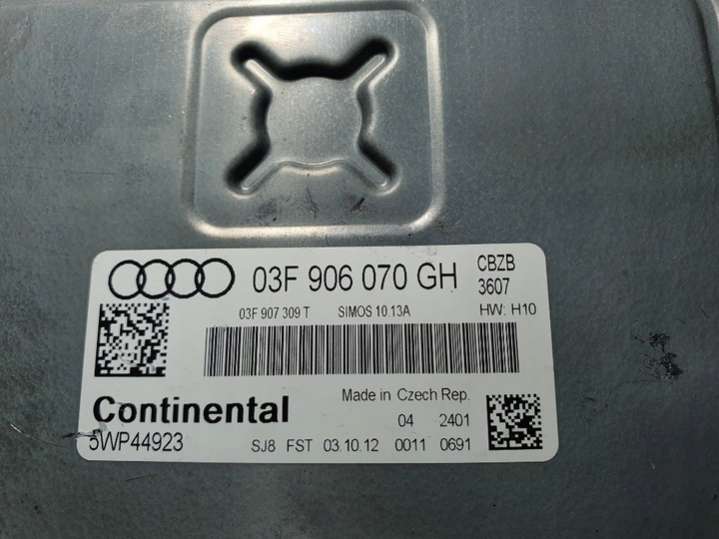 03F 906 070 GH CBZB
3607
03F 907 309 T SIMOS 10.13A HW: H10
Continental Made in Czech Rep.
04 2401
5WP44923 SJ8 FST 03.10.12 0011 0691